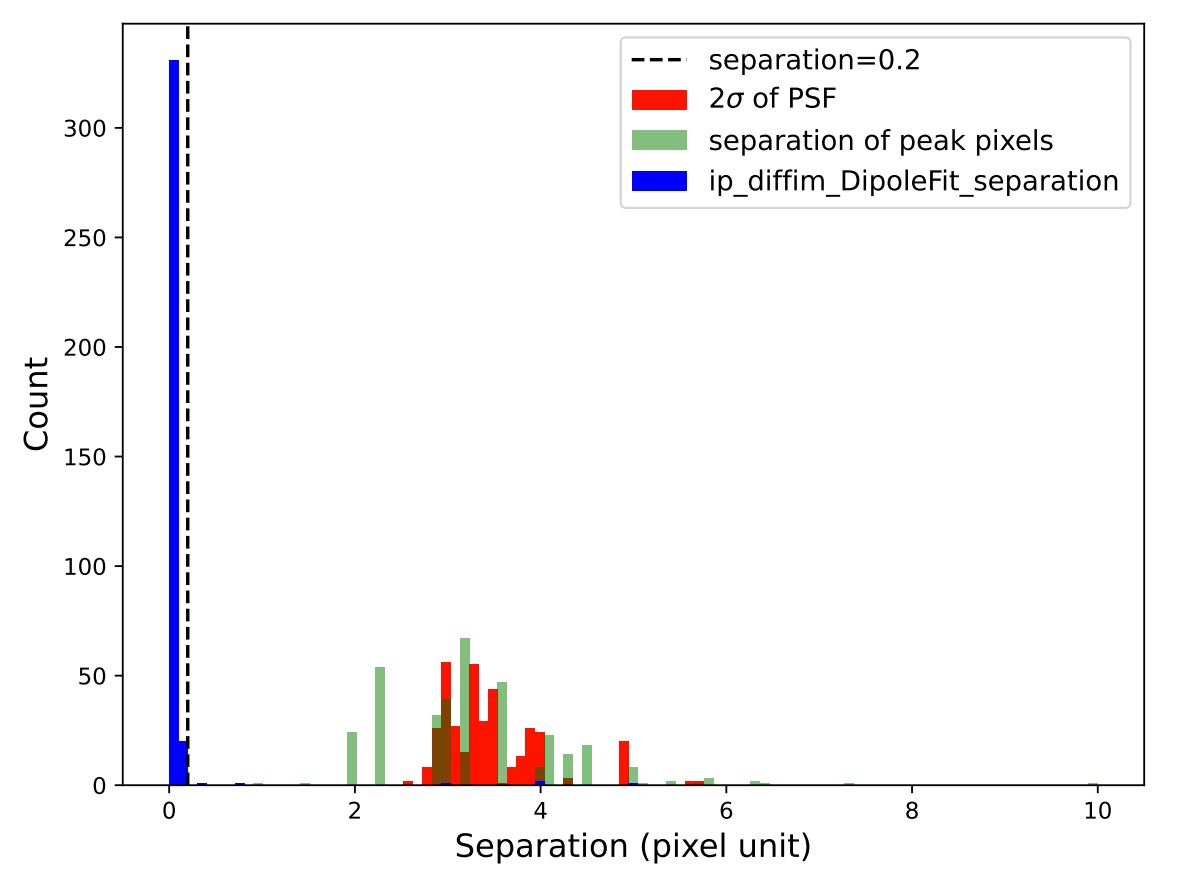 separation=0.2
2σ of PSF
separation of peak pixels
ip_diffim_DipoleFit_separation
300
250
200
150
100
50
0
Count
0 2 4 6 8 10
Separation (pixel unit)